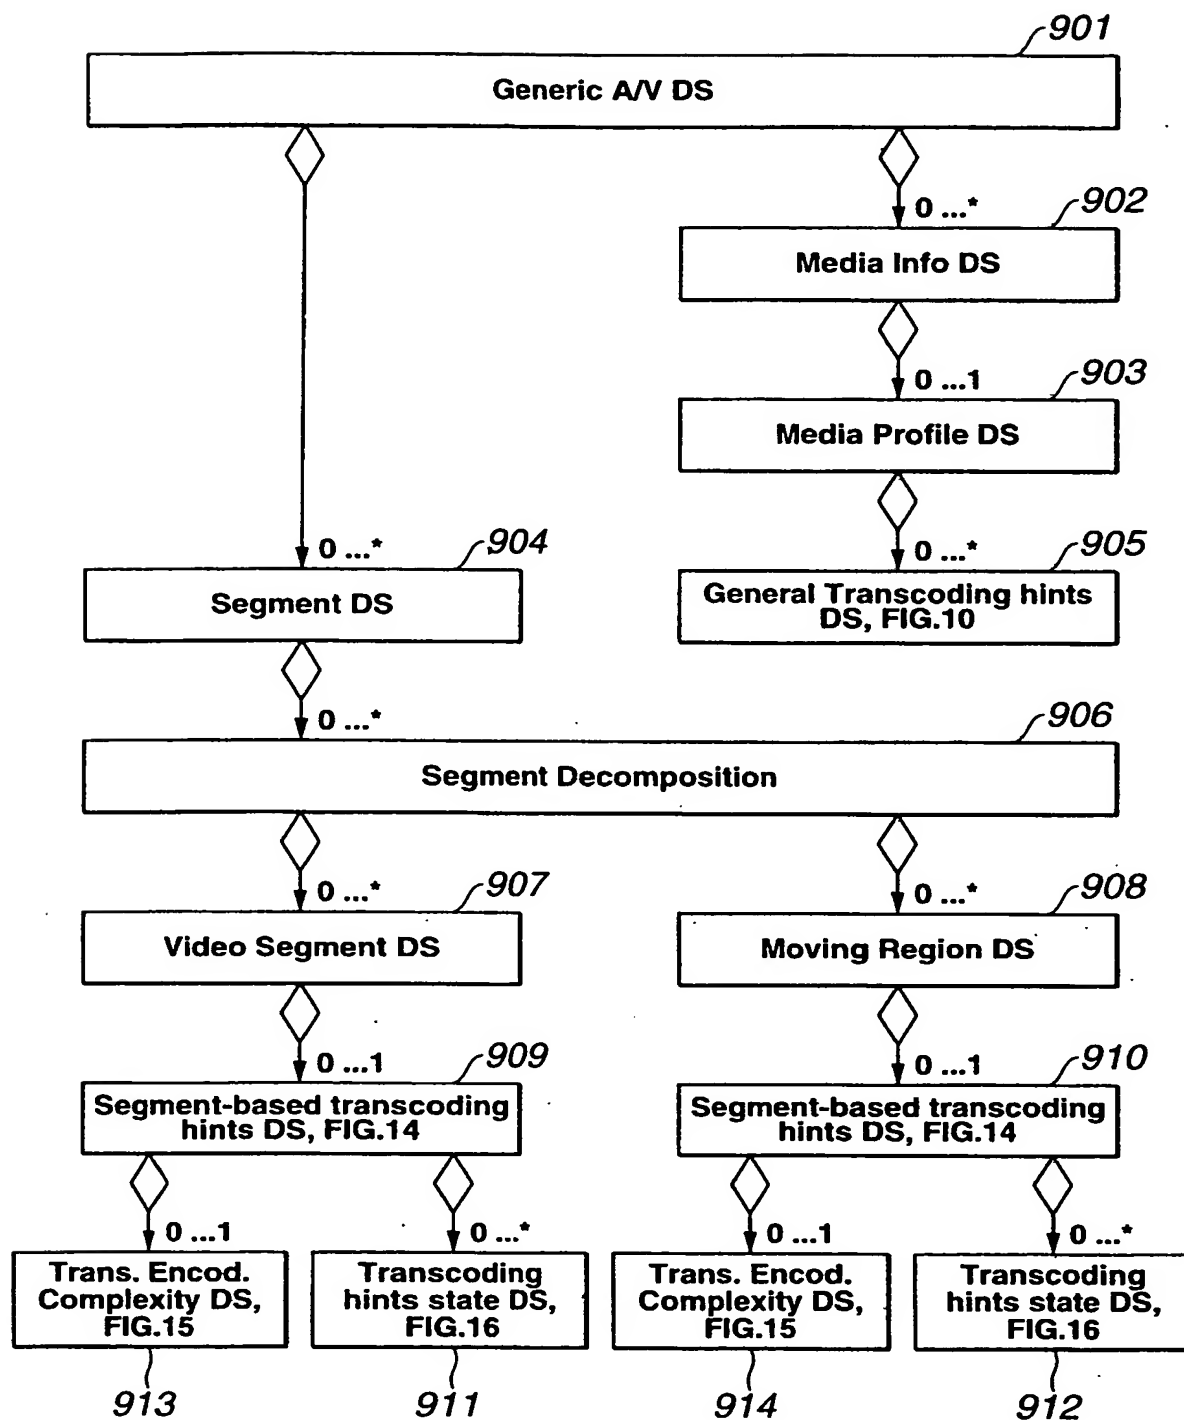 901
Generic A/V DS
0 ...*
902
Media Info DS
0 ...1
903
Media Profile DS
0 ...*
904
0 ...*
905
Segment DS
General Transcoding hints
DS, FIG.10
0 ...*
906
Segment Decomposition
0 ...*
907
0 ...*
908
Video Segment DS
Moving Region DS
0 ...1
909
0 ...1
910
Segment-based transcoding
hints DS, FIG.14
Segment-based transcoding
hints DS, FIG.14
0 ...1
0 ...*
0 ...1
0 ...*
Trans. Encod.
Complexity DS,
FIG.15
Transcoding
hints state DS,
FIG.16
Trans. Encod.
Complexity DS,
FIG.15
Transcoding
hints state DS,
FIG.16
913
911
914
912